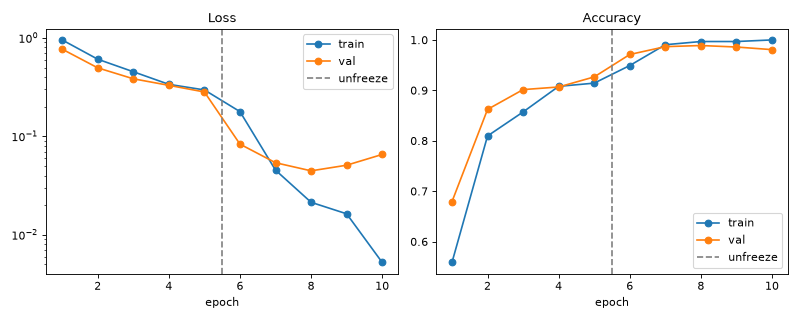 Loss
10⁰
10⁻¹
10⁻²
2 4 6 8 10
epoch
train
val
unfreeze
Accuracy
1.0
0.9
0.8
0.7
0.6
2 4 6 8 10
epoch
train
val
unfreeze